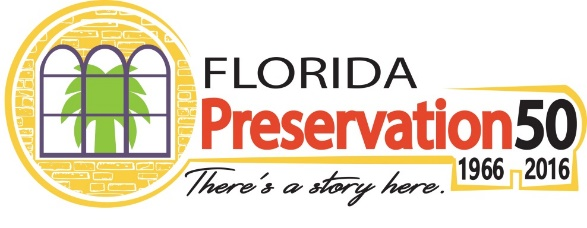 FLORIDA
Preservation50
1966 2016
There's a story here.